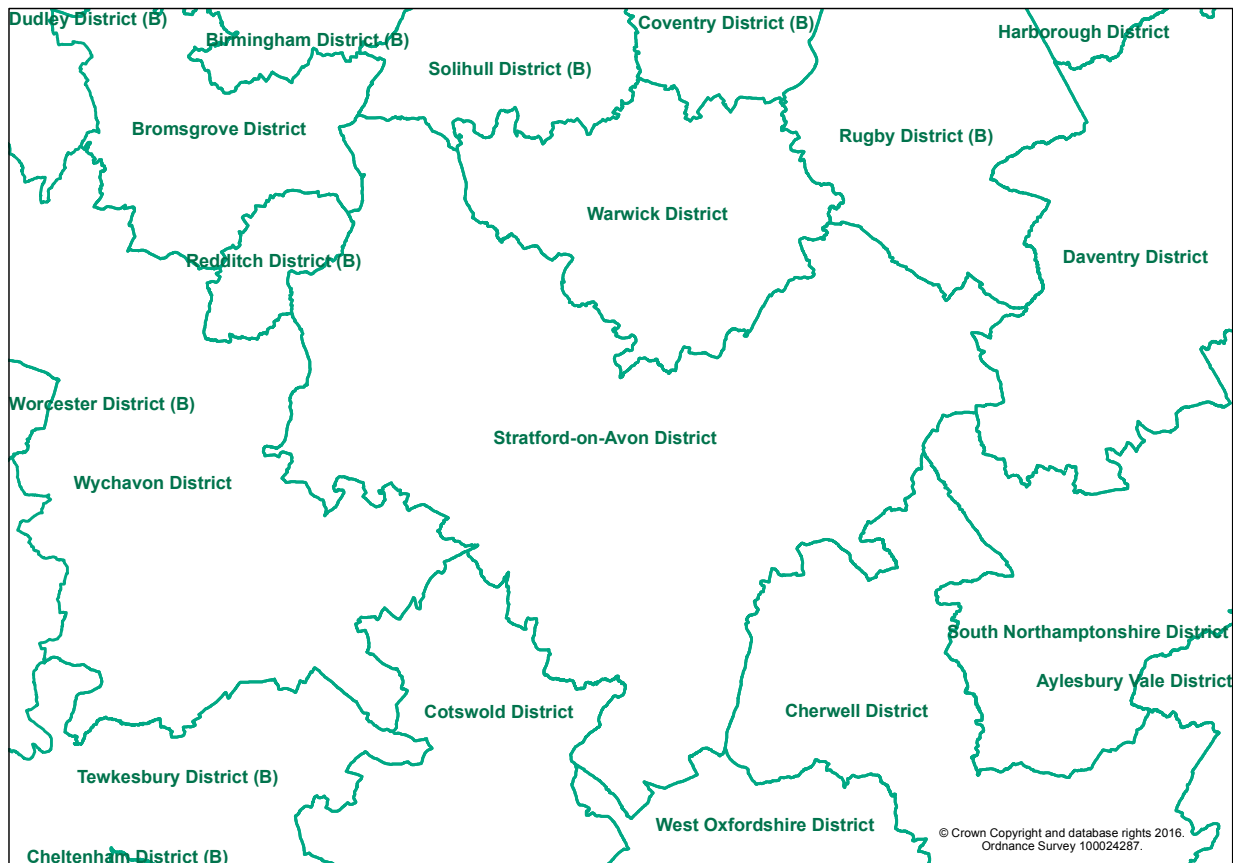 Dudley District (B)
Birmingham District (B)
Coventry District (B)
Harborough District
Solihull District (B)
Bromsgrove District
Rugby District (B)
Warwick District
Redditch District (B)
Daventry District
Worcester District (B)
Stratford-on-Avon District
Wychavon District
South Northamptonshire District
Aylesbury Vale District
Cotswold District
Cherwell District
Tewkesbury District (B)
West Oxfordshire District
Cheltenham District (B)
© Crown Copyright and database rights 2016.
Ordnance Survey 100024287.